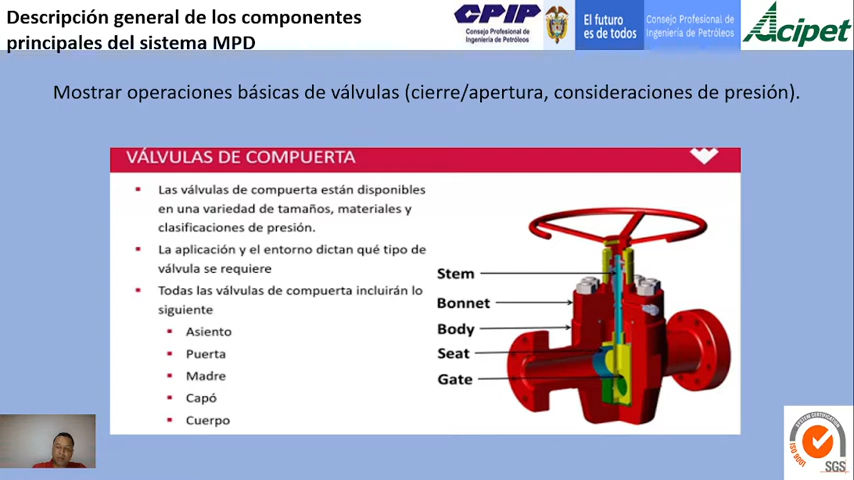 Descripción general de los componentes
principales del sistema MPD
CPIP
Consejo Profesional de
Ingeniería de Petróleos
El futuro
es de todos
Consejo Profesional de
Ingeniería de Petróleos
Acipet
Mostrar operaciones básicas de válvulas (cierre/apertura, consideraciones de presión).
VÁLVULAS DE COMPUERTA
Las válvulas de compuerta están disponibles
en una variedad de tamaños, materiales y
clasificaciones de presión.
La aplicación y el entorno dictan qué tipo de
válvula se requiere
Todas las válvulas de compuerta incluirán lo
siguiente
Asiento
Puerta
Madre
Capó
Cuerpo
Stem
Bonnet
Body
Seat
Gate
SYSTEM CERTIFICATION
ISO 9001
SGS